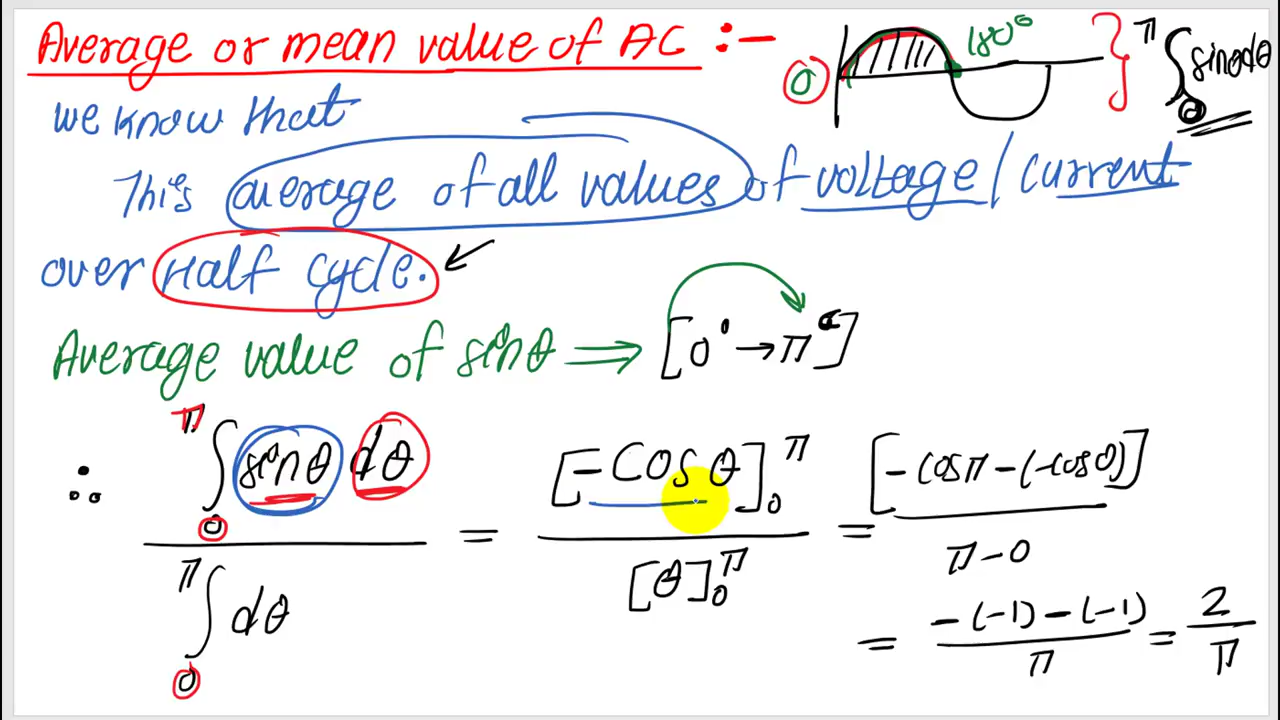 Average or mean value of AC :-
0 180° } π∫0 sinθdθ
we know that
This average of all values of voltage / current
over Half cycle.
Average value of sinθ ⇒ [0° → π°]
∴ π∫0 sinθ dθ / π∫0 dθ = [-cosθ]0π / [θ]0π = [-cosπ-(-cos0)] / π-0
= -(-1)-(-1) / π = 2/π